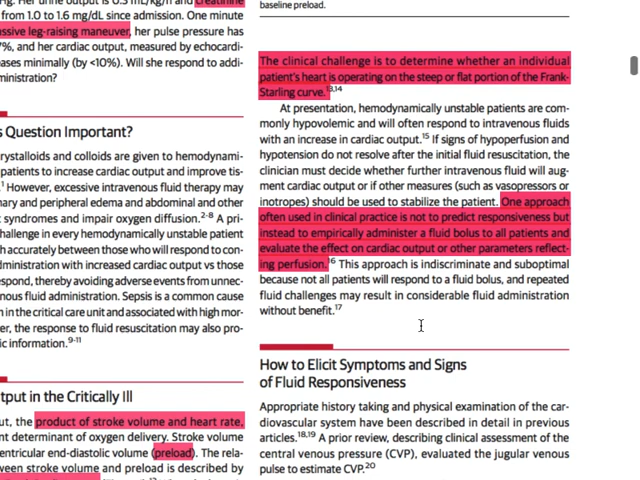 Hg. Her urine output is 0.3 mL/kg/h and creatinine
from 1.0 to 1.6 mg/dL since admission. One minute
assive leg-raising maneuver, her pulse pressure has
7%, and her cardiac output, measured by echocardi-
ases minimally (by <10%). Will she respond to addi-
ministration?
s Question Important?
rystalloids and colloids are given to hemodynami-
patients to increase cardiac output and improve tis-
1 However, excessive intravenous fluid therapy may
nary and peripheral edema and abdominal and other
t syndromes and impair oxygen diffusion.2-8 A pri-
hallenge in every hemodynamically unstable patient
h accurately between those who will respond to con-
dministration with increased cardiac output vs those
spond, thereby avoiding adverse events from unnec-
nous fluid administration. Sepsis is a common cause
n in the critical care unit and associated with high mor-
er, the response to fluid resuscitation may also pro-
ic information.9-11
tput in the Critically Ill
ut, the product of stroke volume and heart rate,
nt determinant of oxygen delivery. Stroke volume
entricular end-diastolic volume (preload). The rela-
ween stroke volume and preload is described by
baseline preload.
The clinical challenge is to determine whether an individual
patient's heart is operating on the steep or flat portion of the Frank-
Starling curve.13,14
At presentation, hemodynamically unstable patients are com-
monly hypovolemic and will often respond to intravenous fluids
with an increase in cardiac output.15 If signs of hypoperfusion and
hypotension do not resolve after the initial fluid resuscitation, the
clinician must decide whether further intravenous fluid will aug-
ment cardiac output or if other measures (such as vasopressors or
inotropes) should be used to stabilize the patient. One approach
often used in clinical practice is not to predict responsiveness but
instead to empirically administer a fluid bolus to all patients and
evaluate the effect on cardiac output or other parameters reflect-
ing perfusion.16 This approach is indiscriminate and suboptimal
because not all patients will respond to a fluid bolus, and repeated
fluid challenges may result in considerable fluid administration
without benefit.17
How to Elicit Symptoms and Signs
of Fluid Responsiveness
Appropriate history taking and physical examination of the car-
diovascular system have been described in detail in previous
articles.18,19 A prior review, describing clinical assessment of the
central venous pressure (CVP), evaluated the jugular venous
pulse to estimate CVP.20